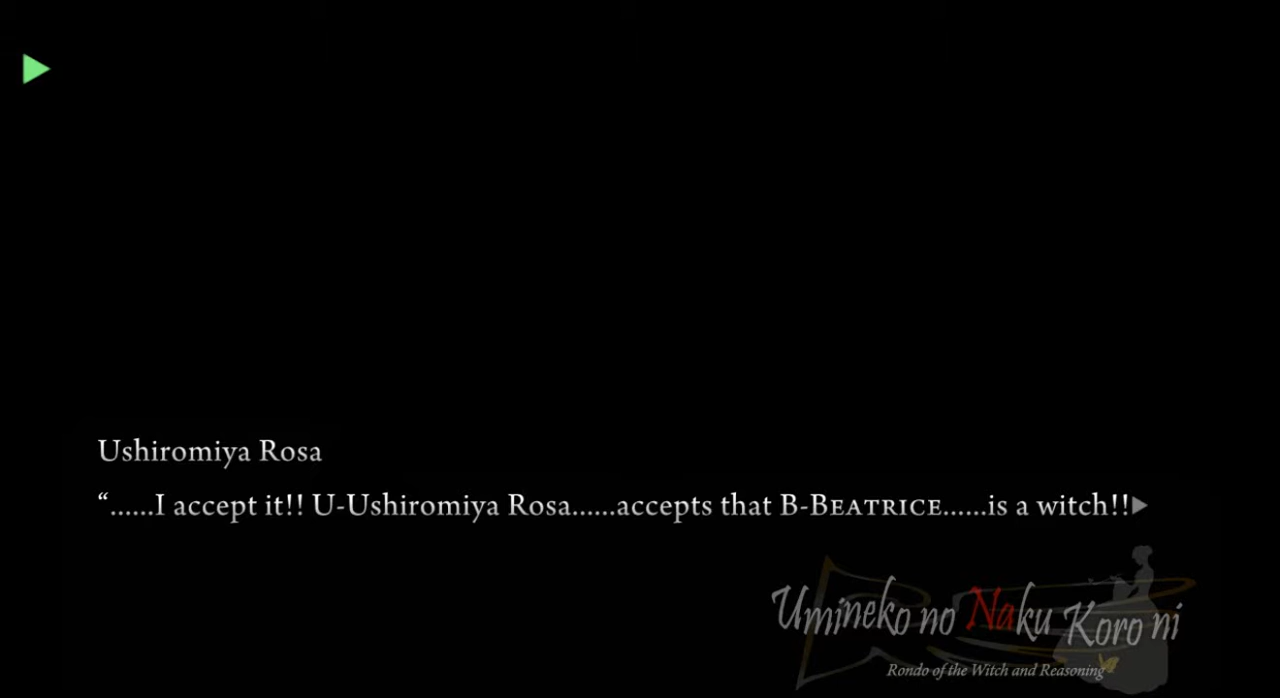 Ushiromiya Rosa
“......I accept it!! U-Ushiromiya Rosa......accepts that B-BEATRICE......is a witch!!
Umineko no Naku Koro ni
Rondo of the Witch and Reasoning